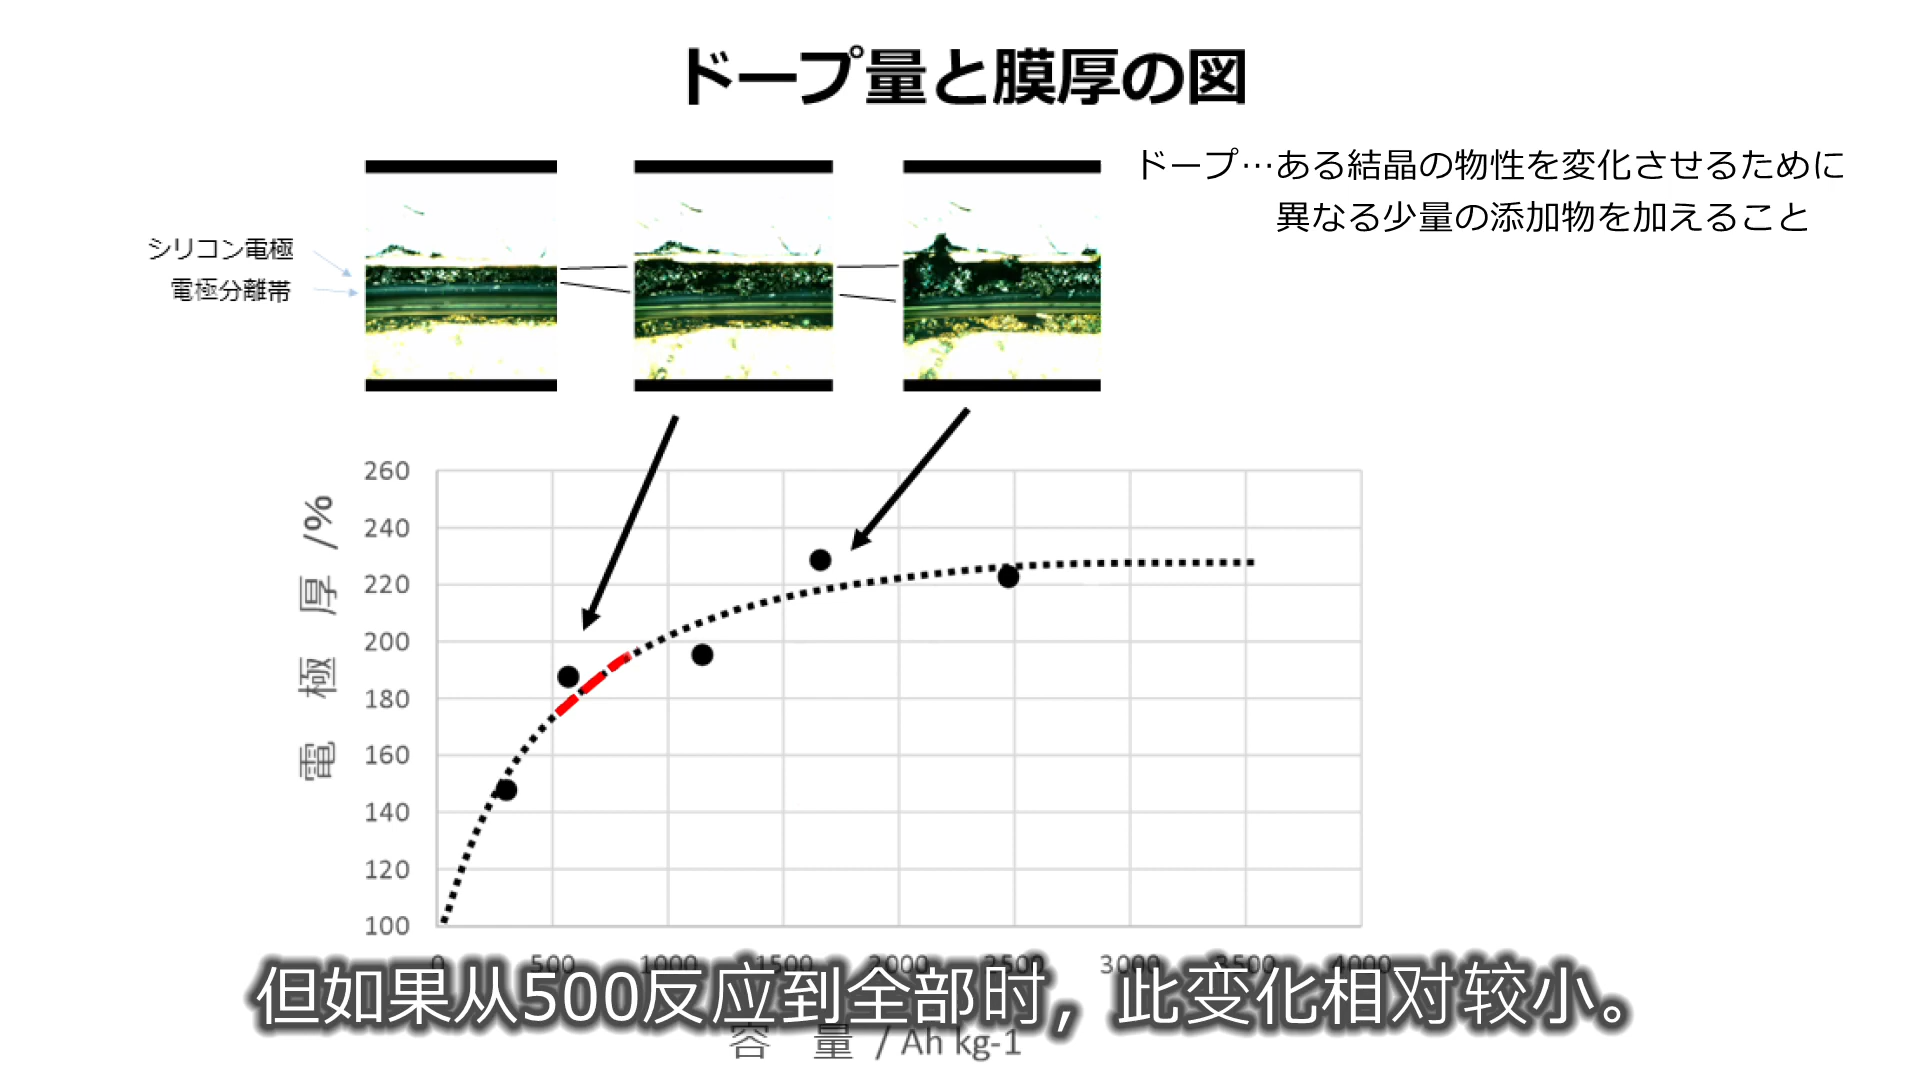 ドープ量と膜厚の図
ドープ…ある結晶の物性を変化させるために
異なる少量の添加物を加えること
シリコン電極
電極分離帯
電極厚 /%
260
240
220
200
180
160
140
120
100
0 500 1000 1500 2000 2500 3000 3500 4000
但如果从500反应到全部时，此变化相对较小。
容量 / Ah kg-1